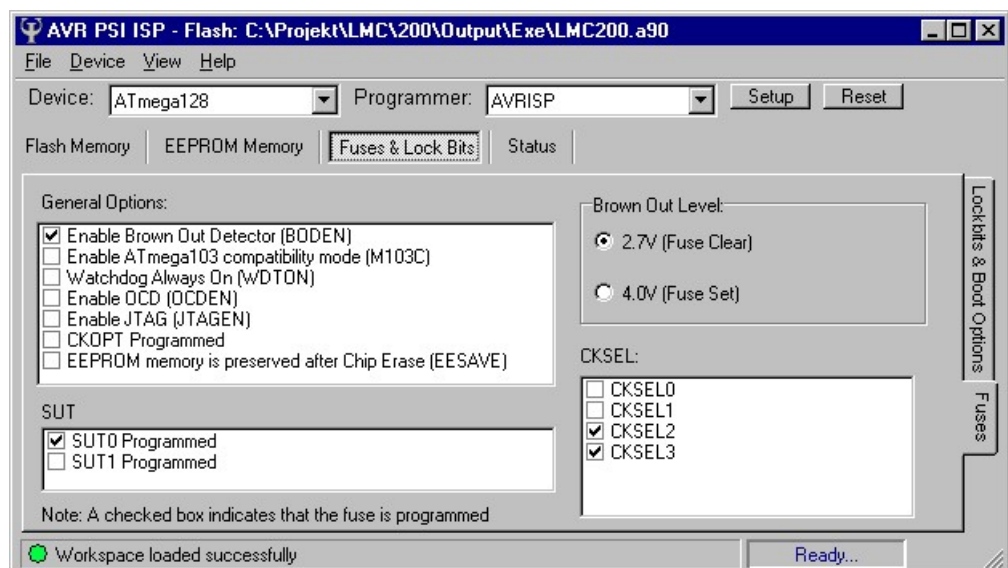 AVR PSI ISP - Flash: C:\Projekt\LMC\200\Output\Exe\LMC200.a90
File Device View Help
Device: ATmega128 Programmer: AVRISP Setup Reset
Flash Memory EEPROM Memory Fuses & Lock Bits Status
General Options:
Enable Brown Out Detector (BODEN)
Enable ATmega103 compatibility mode (M103C)
Watchdog Always On (WDTON)
Enable OCD (OCDEN)
Enable JTAG (JTAGEN)
CKOPT Programmed
EEPROM memory is preserved after Chip Erase (EESAVE)
SUT
SUT0 Programmed
SUT1 Programmed
Note: A checked box indicates that the fuse is programmed
Brown Out Level:
2.7V (Fuse Clear)
4.0V (Fuse Set)
CKSEL:
CKSEL0
CKSEL1
CKSEL2
CKSEL3
Lockbits & Boot Options
Fuses
Workspace loaded successfully
Ready...